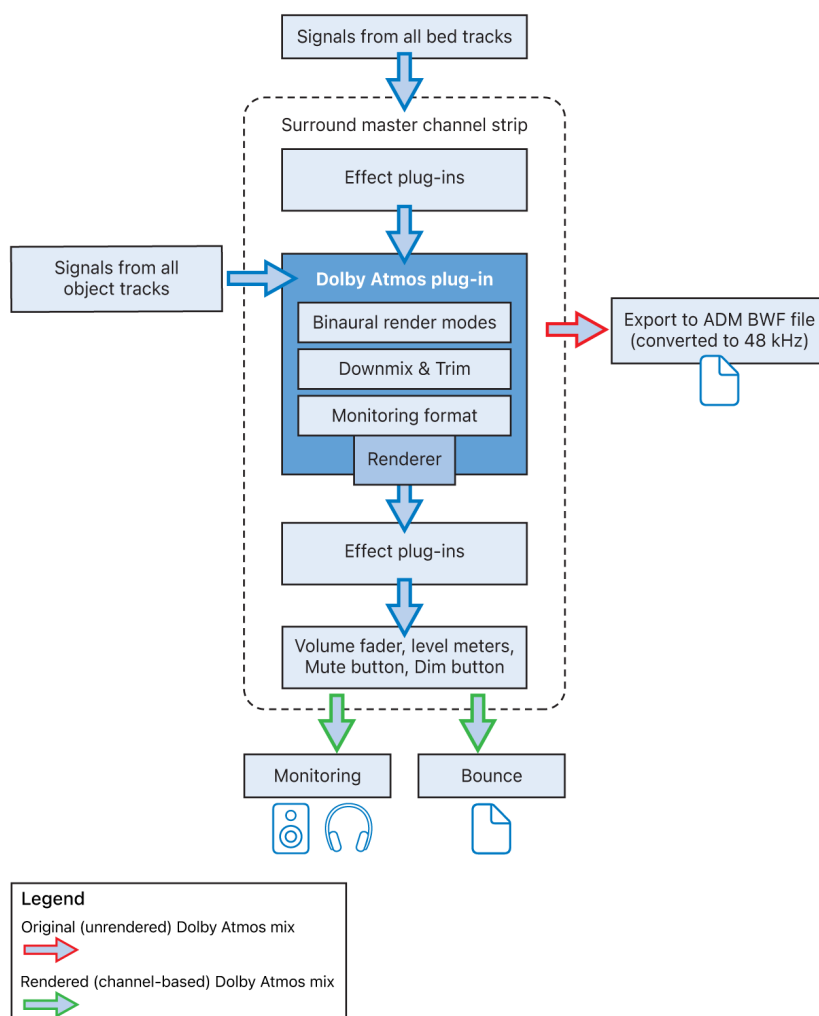 Signals from all bed tracks
Surround master channel strip
Effect plug-ins
Signals from all
object tracks
Dolby Atmos plug-in
Binaural render modes
Downmix & Trim
Monitoring format
Renderer
Export to ADM BWF file
(converted to 48 kHz)
Effect plug-ins
Volume fader, level meters,
Mute button, Dim button
Monitoring
Bounce
Legend
Original (unrendered) Dolby Atmos mix
Rendered (channel-based) Dolby Atmos mix